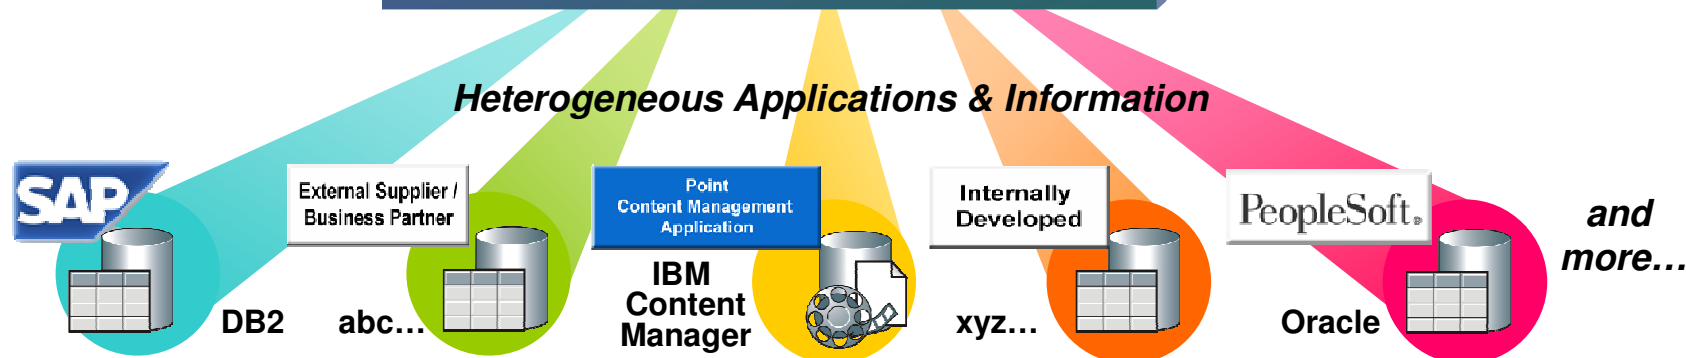 Heterogeneous Applications & Information
SAP
External Supplier /
Business Partner
Point
Content Management
Application
Internally
Developed
PeopleSoft®
and
more…
DB2
abc…
IBM
Content
Manager
xyz…
Oracle